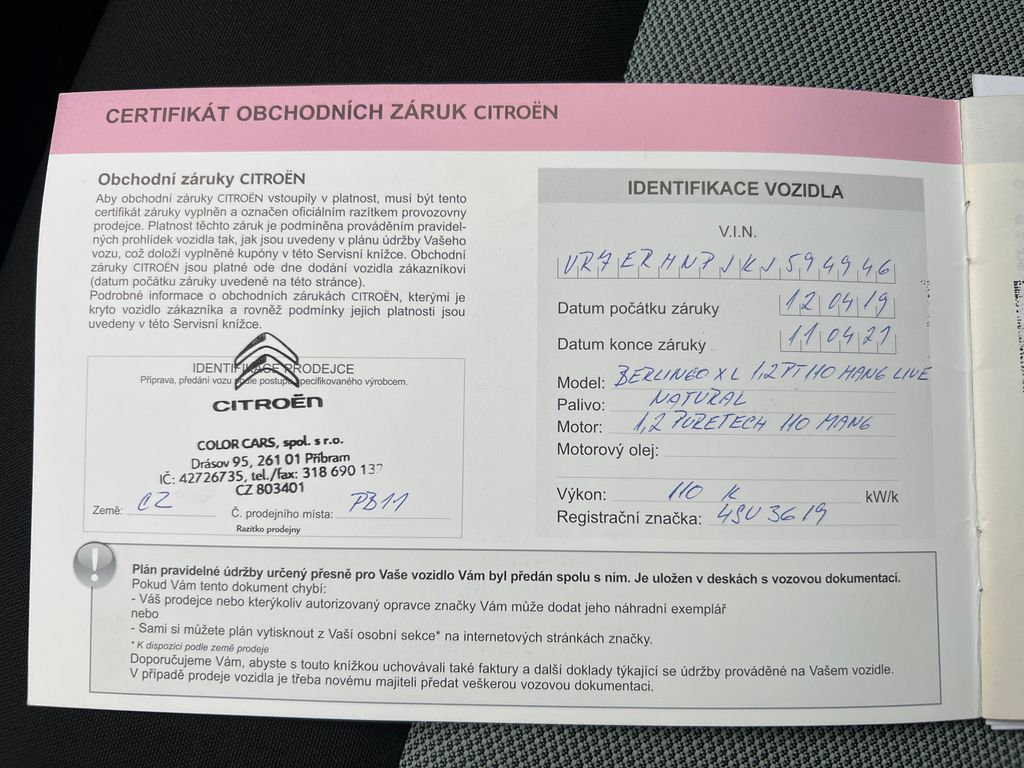 CERTIFIKÁT OBCHODNÍCH ZÁRUK CITROËN
Obchodní záruky CITROËN
Aby obchodní záruky CITROËN vstoupily v platnost, musí být tento
certifikát záruky vyplněn a označen oficiálním razítkem provozovny
prodejce. Platnost těchto záruk je podmíněna prováděním pravidel-
ných prohlídek vozidla tak, jak jsou uvedeny v plánu údržby Vašeho
vozu, což doloží vyplněné kupóny v této Servisní knížce. Obchodní
záruky CITROËN jsou platné ode dne dodání vozidla zákazníkovi
(datum počátku záruky uvedené na této stránce).
Podrobné informace o obchodních zárukách CITROËN, kterými je
kryto vozidlo zákazníka a rovněž podmínky jejich platnosti jsou
uvedeny v této Servisní knížce.
IDENTIFIKACE PRODEJCE
Příprava, předání vozu podle postupu specifikovaného výrobcem.
CITROËN
COLOR CARS, spol. s r.o.
Drásov 95, 261 01 Příbram
IČ: 42726735, tel./fax: 318 690 132
CZ 803401
Země: CZ Č. prodejního místa: PB11
Razítko prodejny
IDENTIFIKACE VOZIDLA
V.I.N.
VR7ERHNPJKJ594946
Datum počátku záruky 12 04 19
Datum konce záruky 11 04 21
Model: BERLINGO XL 1,2 PT 110 MAN6 LIVE
Palivo: NATURAL
Motor: 1,2 PURETECH 110 MAN6
Motorový olej:
Výkon: 110 K kW/k
Registrační značka: 4SU 3619
Plán pravidelné údržby určený přesně pro Vaše vozidlo Vám byl předán spolu s ním. Je uložen v deskách s vozovou dokumentací.
Pokud Vám tento dokument chybí:
- Váš prodejce nebo kterýkoliv autorizovaný opravce značky Vám může dodat jeho náhradní exemplář
nebo
- Sami si můžete plán vytisknout z Vaší osobní sekce* na internetových stránkách značky.
* K dispozici podle země prodeje
Doporučujeme Vám, abyste s touto knížkou uchovávali také faktury a další doklady týkající se údržby prováděné na Vašem vozidle.
V případě prodeje vozidla je třeba novému majiteli předat veškerou vozovou dokumentaci.